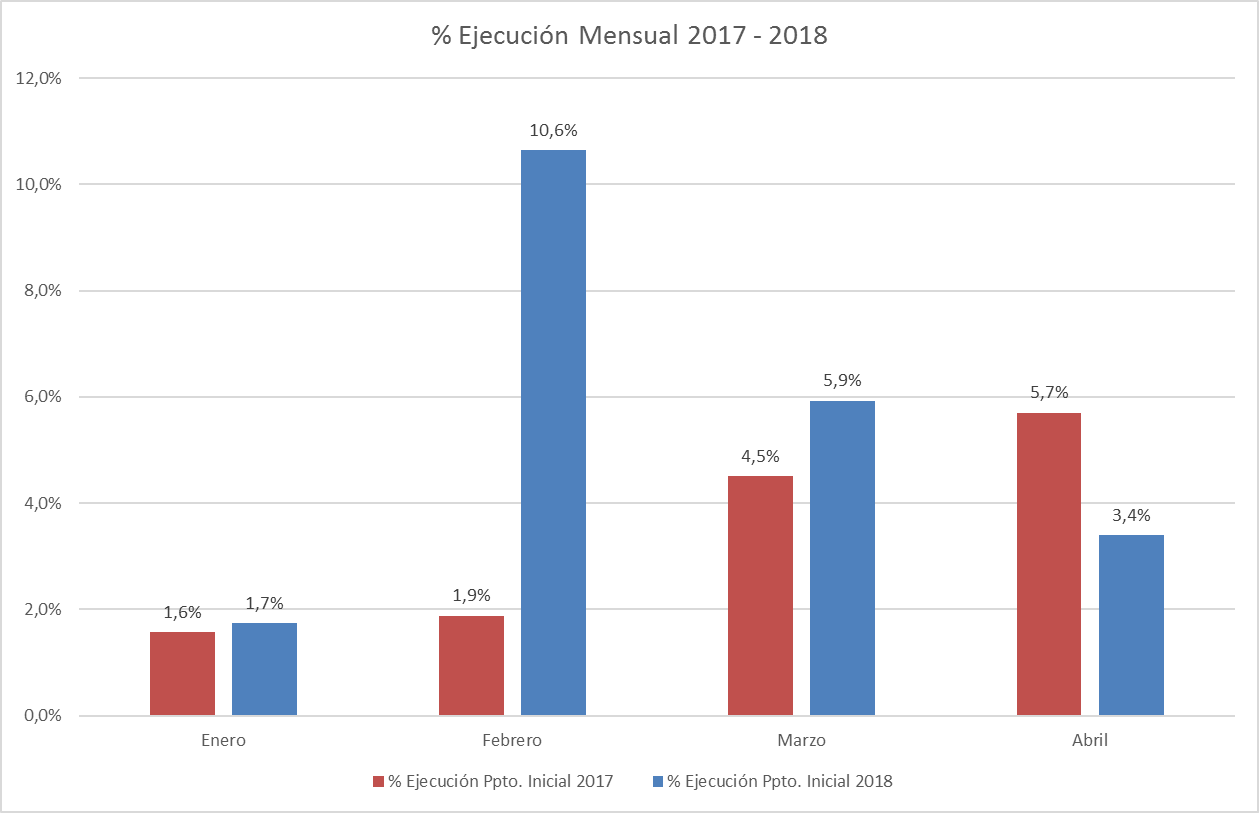 % Ejecución Mensual 2017 - 2018
12,0%
10,0%
8,0%
6,0%
4,0%
2,0%
0,0%
1,6%
1,7%
1,9%
10,6%
4,5%
5,9%
5,7%
3,4%
Enero
Febrero
Marzo
Abril
% Ejecución Ppto. Inicial 2017
% Ejecución Ppto. Inicial 2018